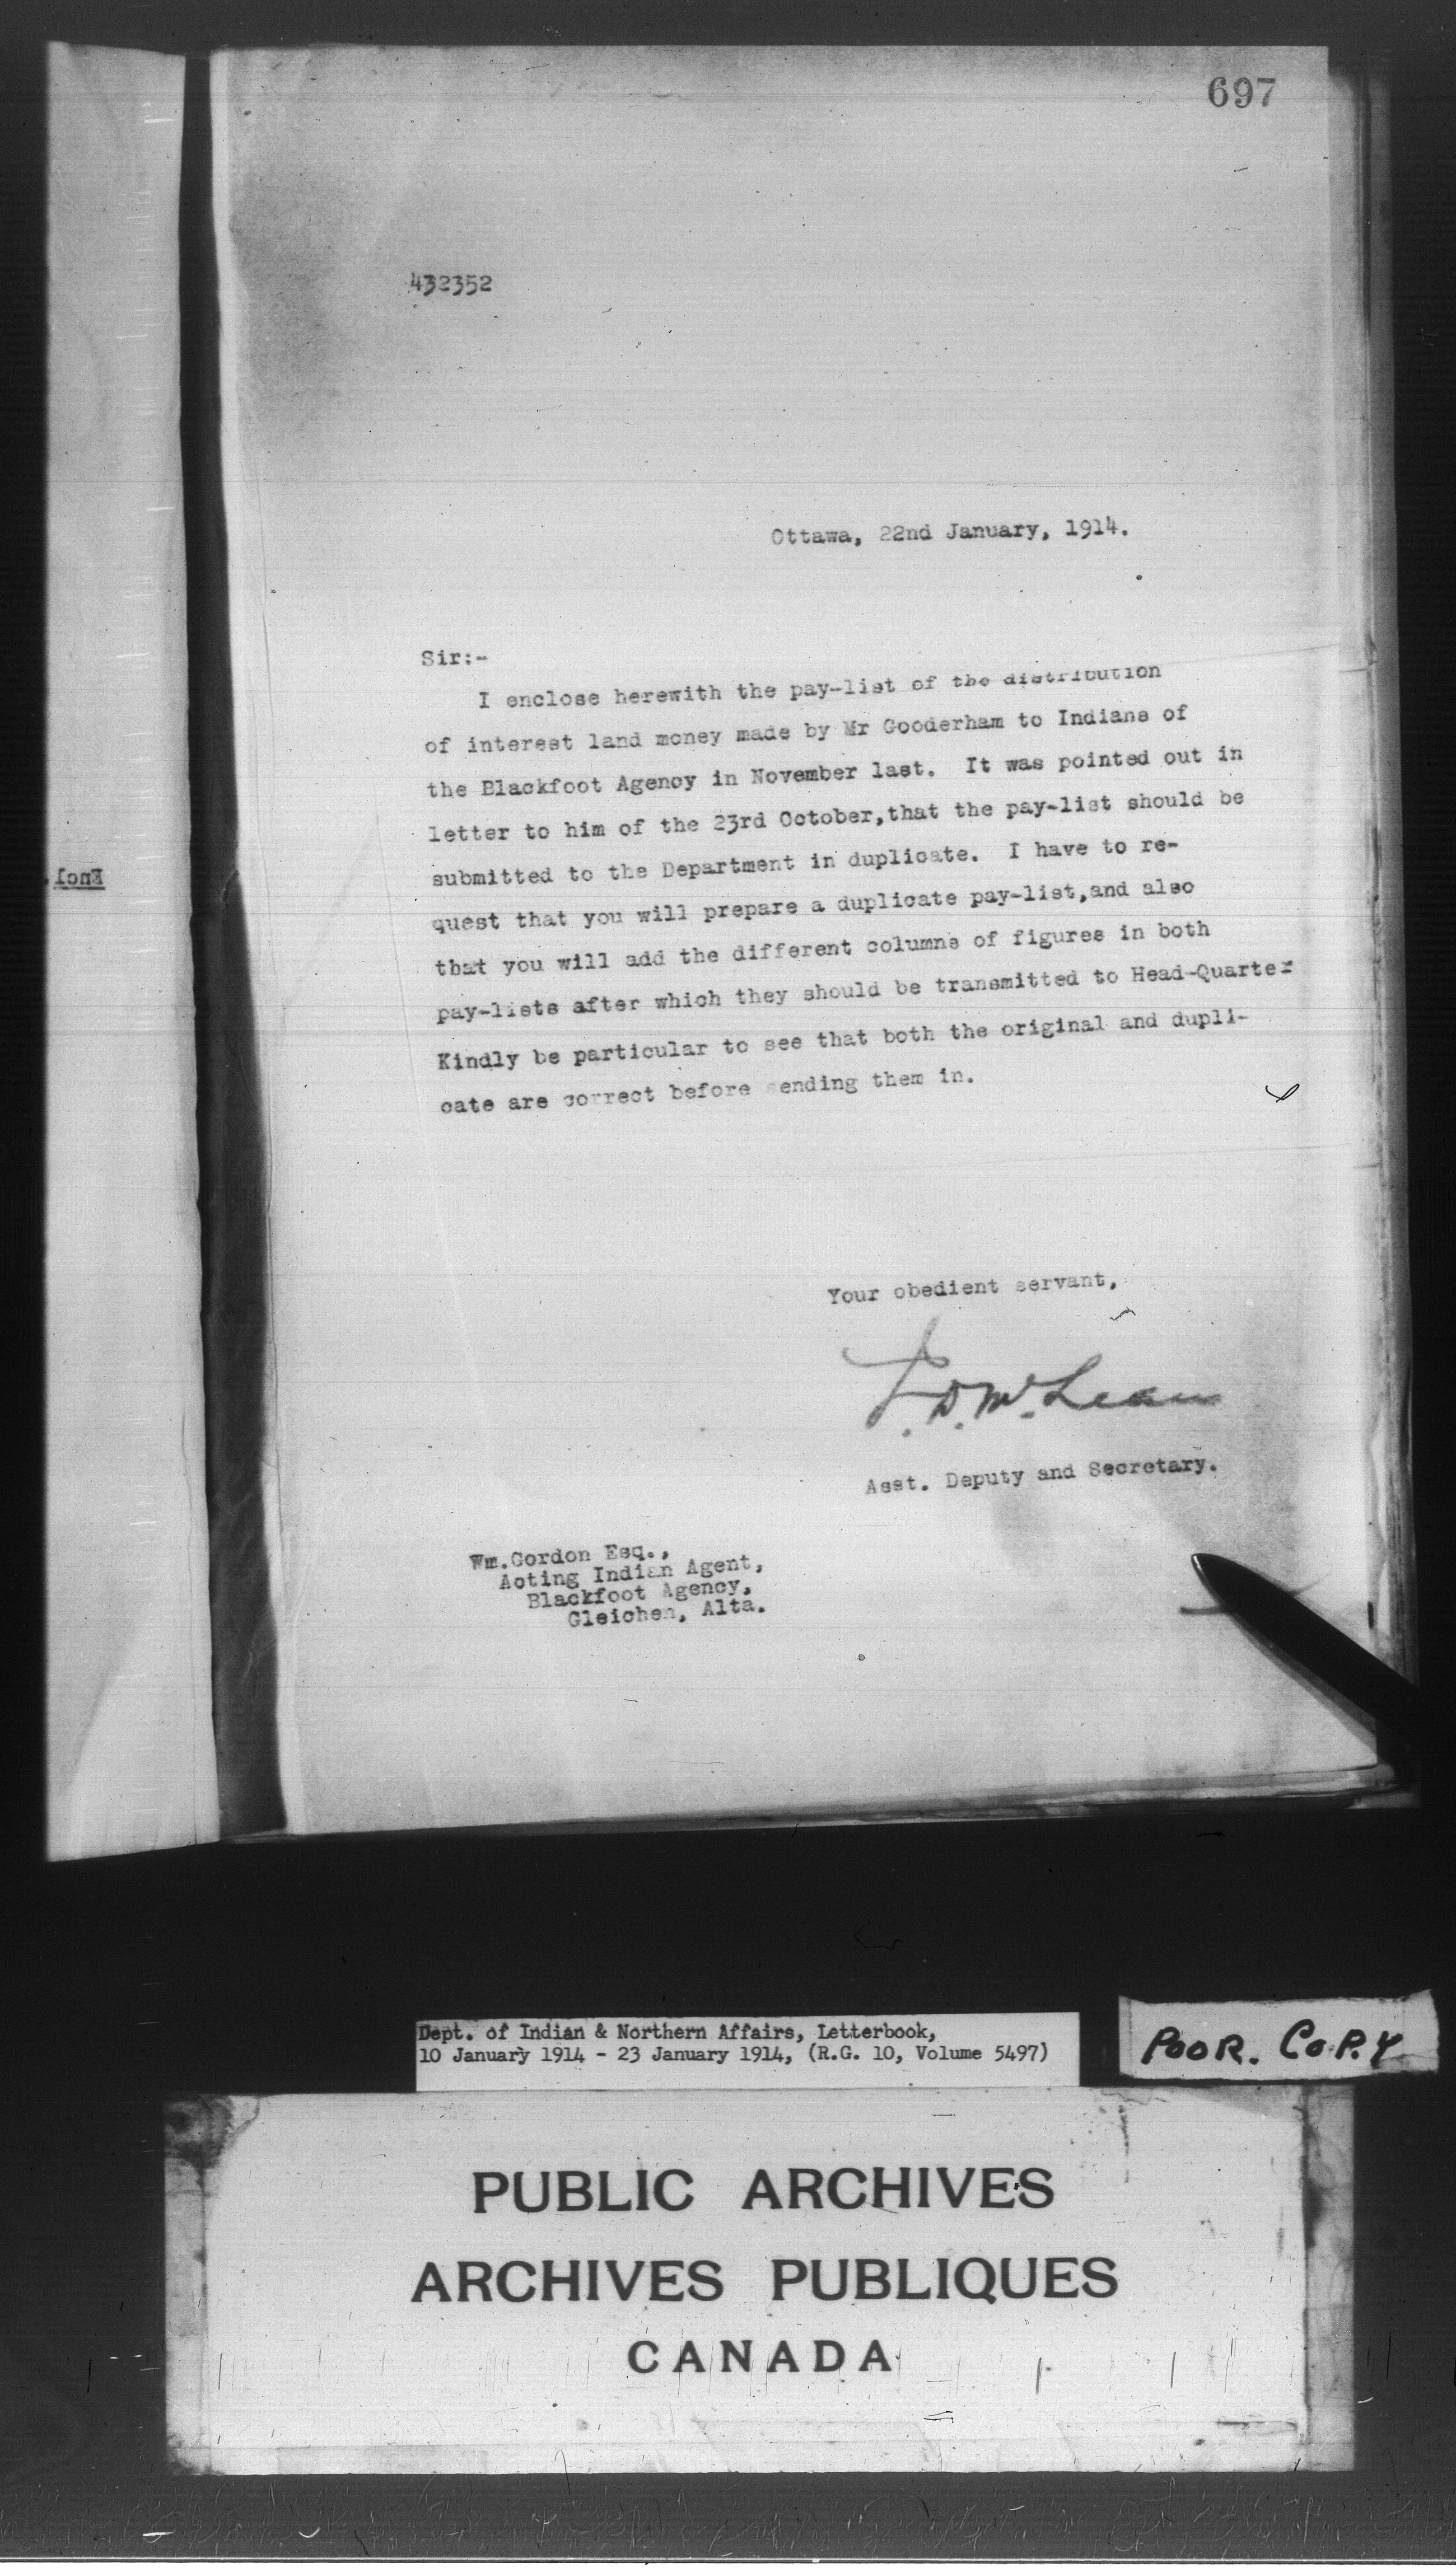 697
432352
Ottawa, 22nd January, 1914.
Sir:-
I enclose herewith the pay-list of the distribution
of interest land money made by Mr Gooderham to Indians of
the Blackfoot Agency in November last. It was pointed out in
letter to him of the 23rd October,that the pay-list should be
submitted to the Department in duplicate. I have to re-
quest that you will prepare a duplicate pay-list,and also
that you will add the different columns of figures in both
pay-lists after which they should be transmitted to Head-Quarter
Kindly be particular to see that both the original and dupli-
cate are correct before sending them in.
Encl.
Your obedient servant,
J.D. McLean
Asst. Deputy and Secretary.
Wm.Gordon Esq.,
Acting Indian Agent,
Blackfoot Agency,
Gleichen, Alta.
Dept. of Indian & Northern Affairs, Letterbook,
10 January 1914 - 23 January 1914, (R.G. 10, Volume 5497)
POOR. COPY
PUBLIC ARCHIVES
ARCHIVES PUBLIQUES
CANADA